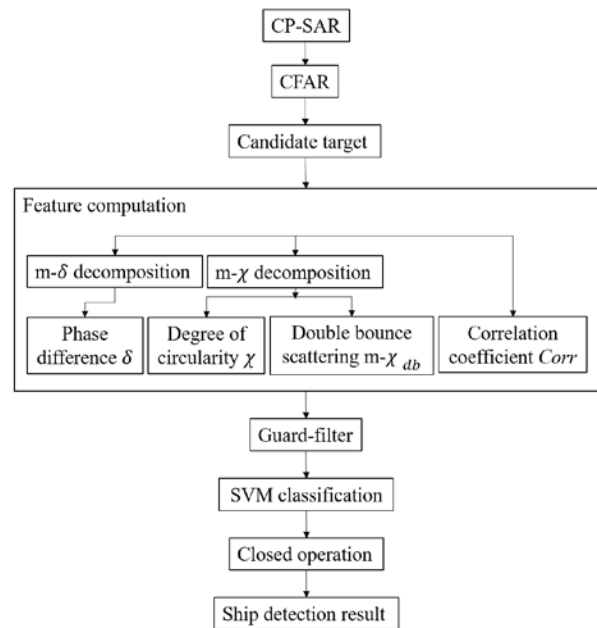 CP-SAR
CFAR
Candidate target
Feature computation
m-δ decomposition
m-χ decomposition
Phase
difference δ
Degree of
circularity χ
Double bounce
scattering m-χ db
Correlation
coefficient Corr
Guard-filter
SVM classification
Closed operation
Ship detection result